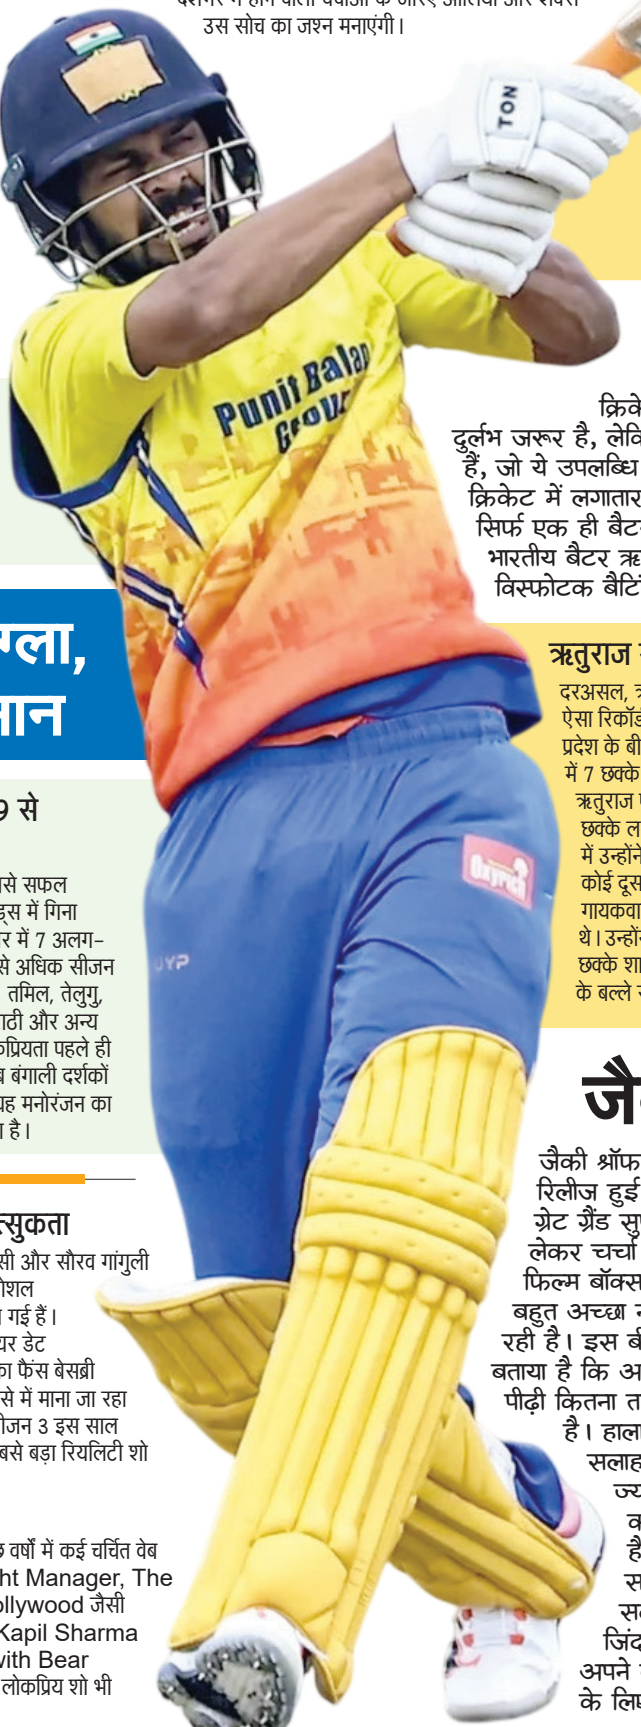 उस सोच का जश्न मनाएंगी।
TON
Punit Balan
Group
क्रिके
दुर्लभ जरूर है, लेकि
हैं, जो ये उपलब्धि
क्रिकेट में लगातार
सिर्फ एक ही बैट
भारतीय बैटर ऋ
विस्फोटक बैटिं
ऋतुराज
दरअसल,
ऐसा रिकॉर्ड
प्रदेश के बी
में 7 छक्के
ऋतुराज
छक्के ल
में उन्होंने
कोई दूस
गायकवा
थे। उन्होंन
छक्के शा
के बल्ले
Oxyrich
UYP
ग्ला,
मान
9 से
से सफल
ड्स में गिना
र में 7 अलग-
से अधिक सीजन
तमिल, तेलुगु,
ाठी और अन्य
कप्रियता पहले ही
ब बंगाली दर्शकों
यह मनोरंजन का
ा है।
त्सुकता
सी और सौरव गांगुली
ोशल
ा गई हैं।
यर डेट
का फैंस बेसब्री
से में माना जा रहा
ीजन 3 इस साल
बसे बड़ा रियलिटी शो
छ वर्षों में कई चर्चित वेब
ht Manager, The
ollywood जैसी
Kapil Sharma
with Bear
लोकप्रिय शो भी
जै
जैकी श्रॉफ
रिलीज हुई
ग्रेट ग्रैंड सु
लेकर चर्चा
फिल्म बॉक्स
बहुत अच्छा
रही है। इस बी
बताया है कि अ
पीढ़ी कितना त
है। हाल
सलाह
ज्य
व
है
स
स
जिंद
अपने
के लिए